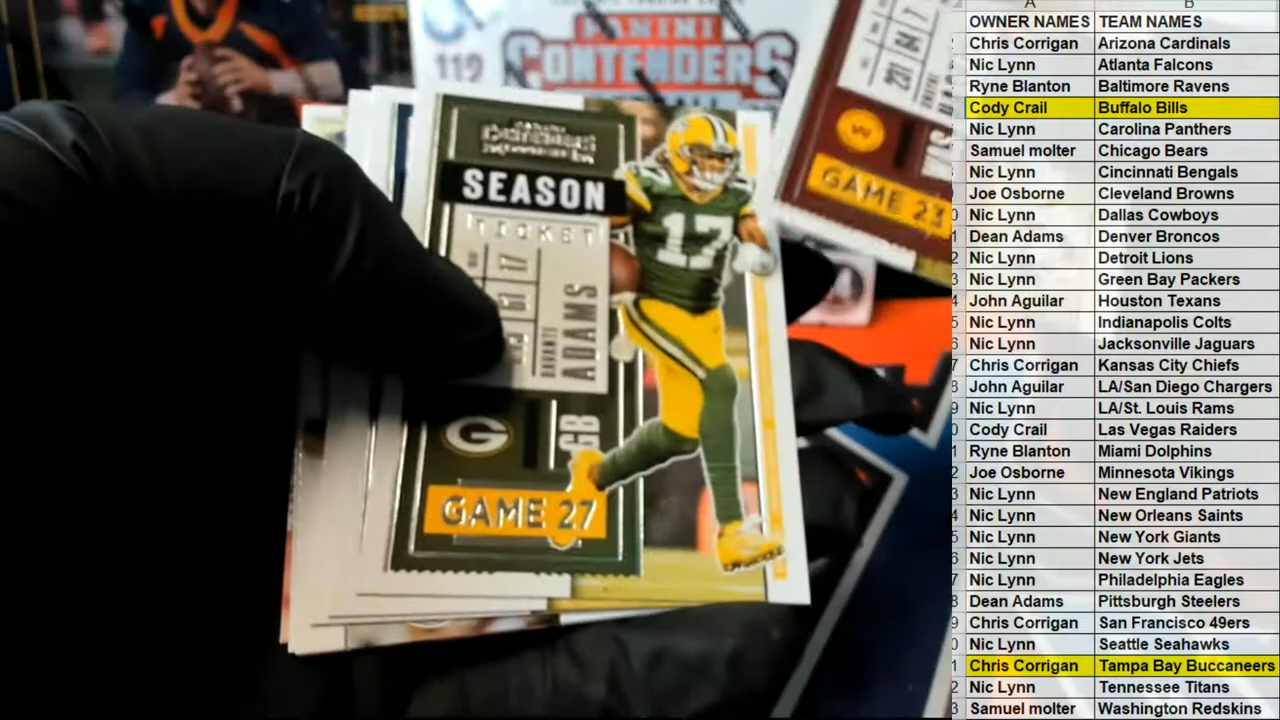 PANINI
CONTENDERS
119
SEASON
TICKET
17
17
DAVANTE
ADAMS
GB
G
GAME 27
W
GAME 23
A B
OWNER NAMES TEAM NAMES
Chris Corrigan Arizona Cardinals
Nic Lynn Atlanta Falcons
Ryne Blanton Baltimore Ravens
Cody Crail Buffalo Bills
Nic Lynn Carolina Panthers
Samuel molter Chicago Bears
Nic Lynn Cincinnati Bengals
Joe Osborne Cleveland Browns
Nic Lynn Dallas Cowboys
Dean Adams Denver Broncos
Nic Lynn Detroit Lions
Nic Lynn Green Bay Packers
John Aguilar Houston Texans
Nic Lynn Indianapolis Colts
Nic Lynn Jacksonville Jaguars
Chris Corrigan Kansas City Chiefs
John Aguilar LA/San Diego Chargers
Nic Lynn LA/St. Louis Rams
Cody Crail Las Vegas Raiders
Ryne Blanton Miami Dolphins
Joe Osborne Minnesota Vikings
Nic Lynn New England Patriots
Nic Lynn New Orleans Saints
Nic Lynn New York Giants
Nic Lynn New York Jets
Nic Lynn Philadelphia Eagles
Dean Adams Pittsburgh Steelers
Chris Corrigan San Francisco 49ers
Nic Lynn Seattle Seahawks
Chris Corrigan Tampa Bay Buccaneers
Nic Lynn Tennessee Titans
Samuel molter Washington Redskins